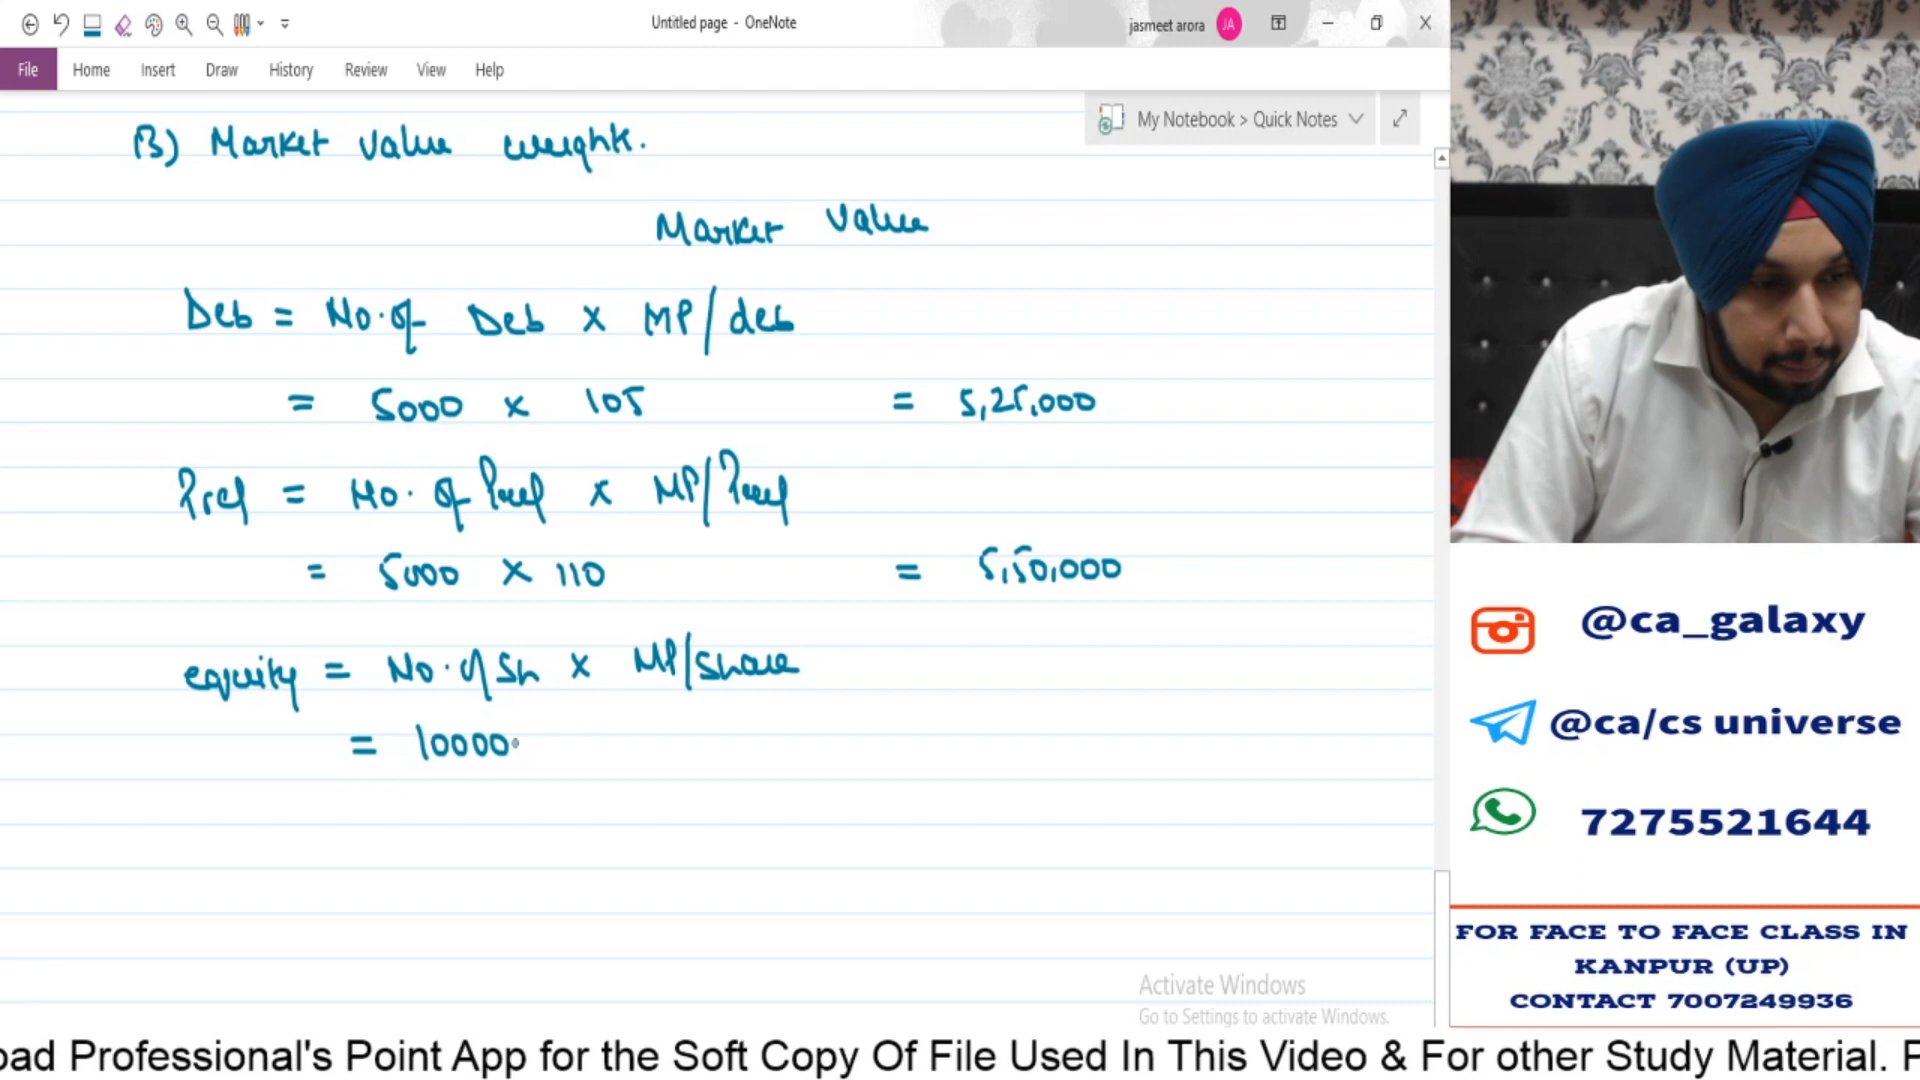 Untitled page - OneNote
jasmeet arora
JA
File Home Insert Draw History Review View Help
My Notebook > Quick Notes
B) Market Value weights.
Market Value
Deb = No. of Deb x MP/deb
= 5000 x 105 = 5,25,000
Pref = No. of Pref x MP/Pref
= 5000 x 110 = 5,50,000
equity = No. of Sh x MP/share
= 10000
Activate Windows
Go to Settings to activate Windows.
@ca_galaxy
@ca/cs universe
7275521644
FOR FACE TO FACE CLASS IN
KANPUR (UP)
CONTACT 7007249936
oad Professional's Point App for the Soft Copy Of File Used In This Video & For other Study Material. P